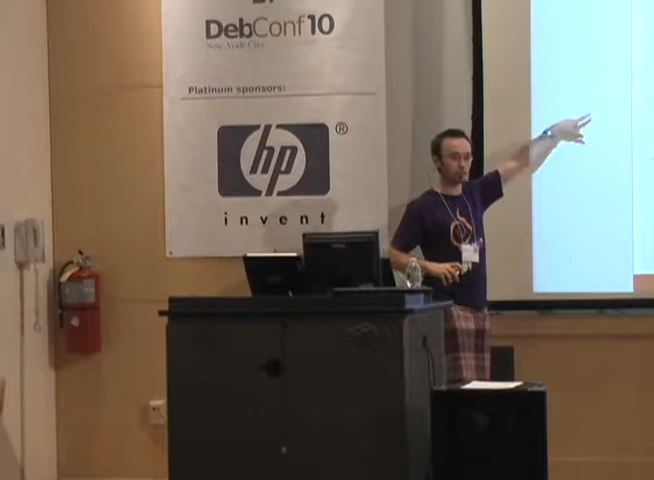 DebConf10
New York City
Platinum sponsors:
hp ®
invent